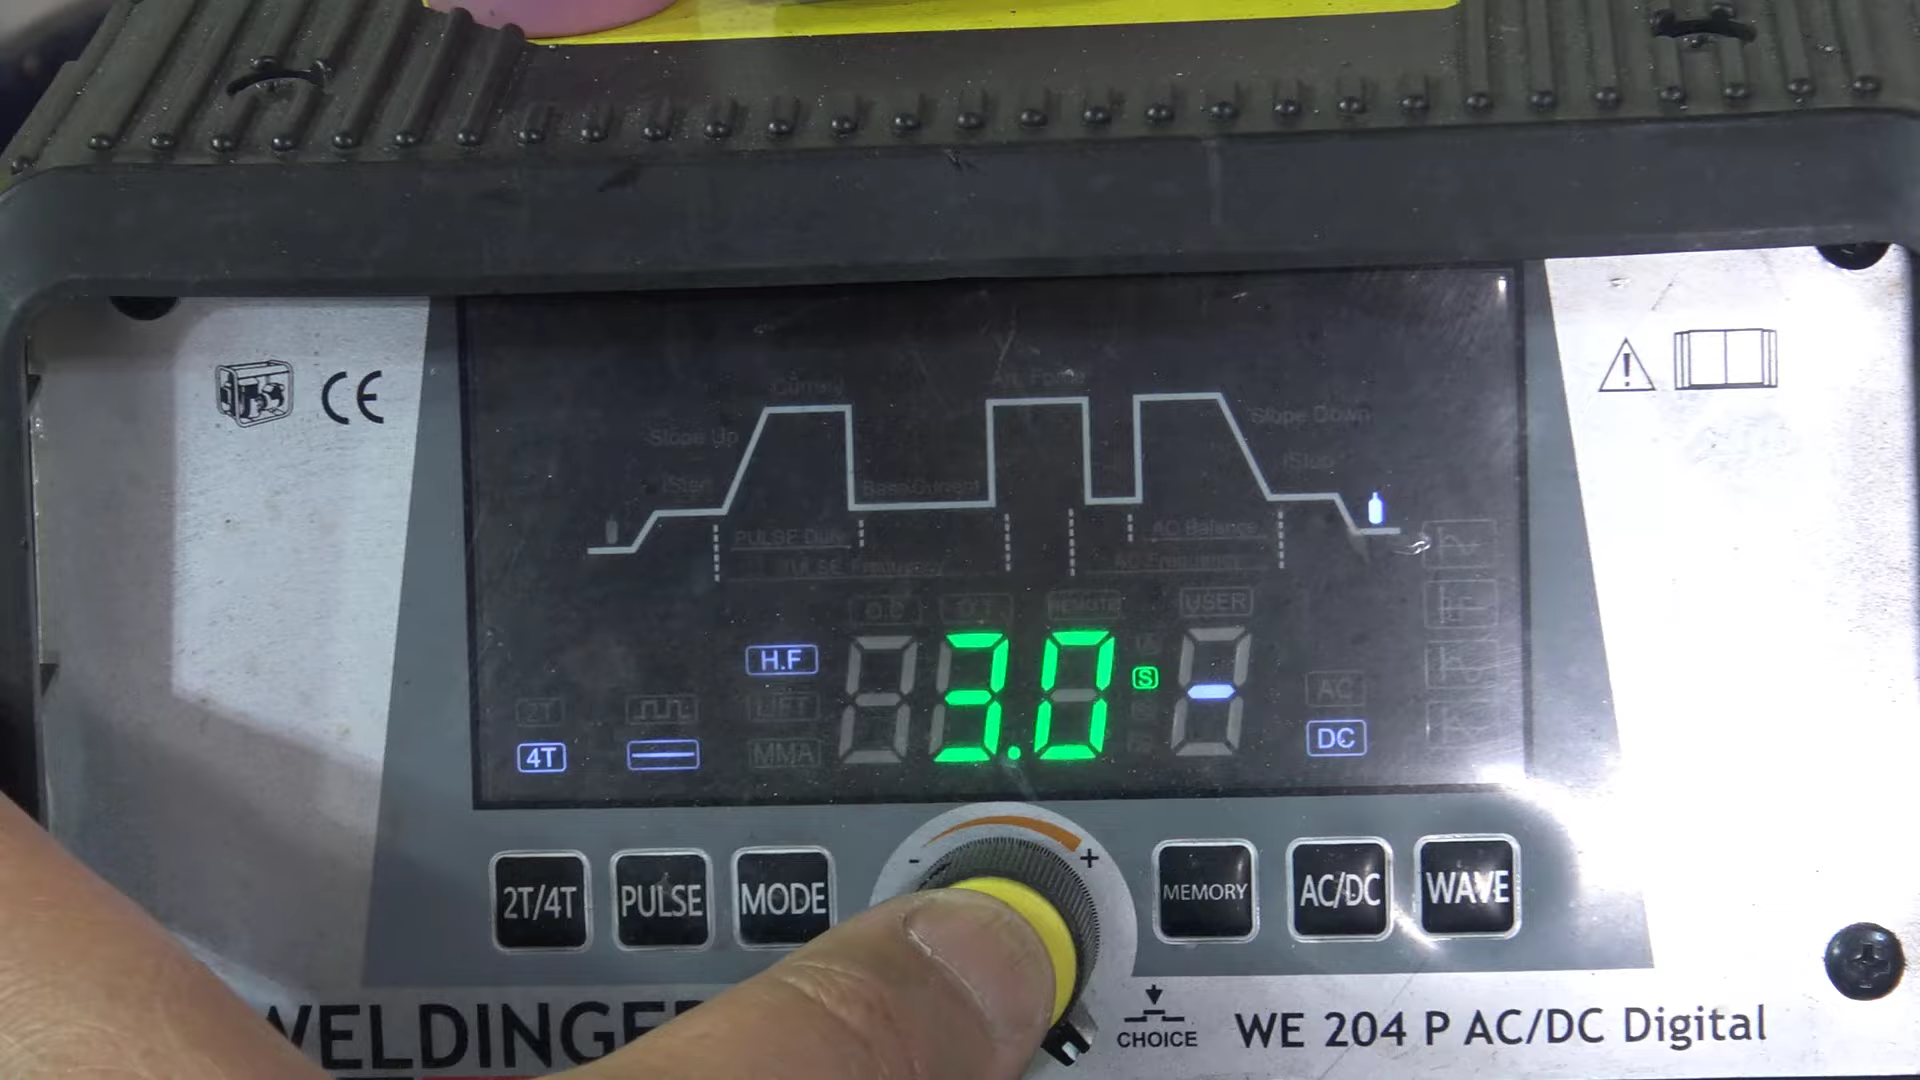 CE
Current
Arc Force
Slope Up
Slope Down
IStart
Base Current
IStop
PULSE Duty
AC Balance
PULSE Frequency
AC Frequency
O.C
REMOTE
USER
H.F
3.0
S
-
2T
LIFT
AC
4T
MMA
DC
- +
2T/4T
PULSE
MODE
MEMORY
AC/DC
WAVE
CHOICE
WE 204 P AC/DC Digital